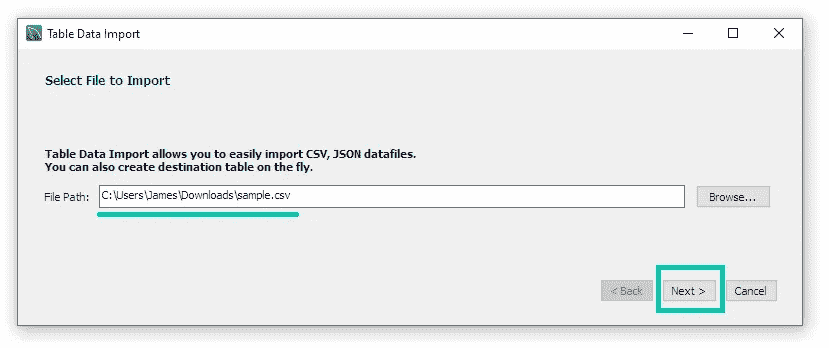 Table Data Import
Select File to Import
Table Data Import allows you to easily import CSV, JSON datafiles.
You can also create destination table on the fly.
File Path: C:\Users\James\Downloads\sample.csv Browse...
< Back Next > Cancel